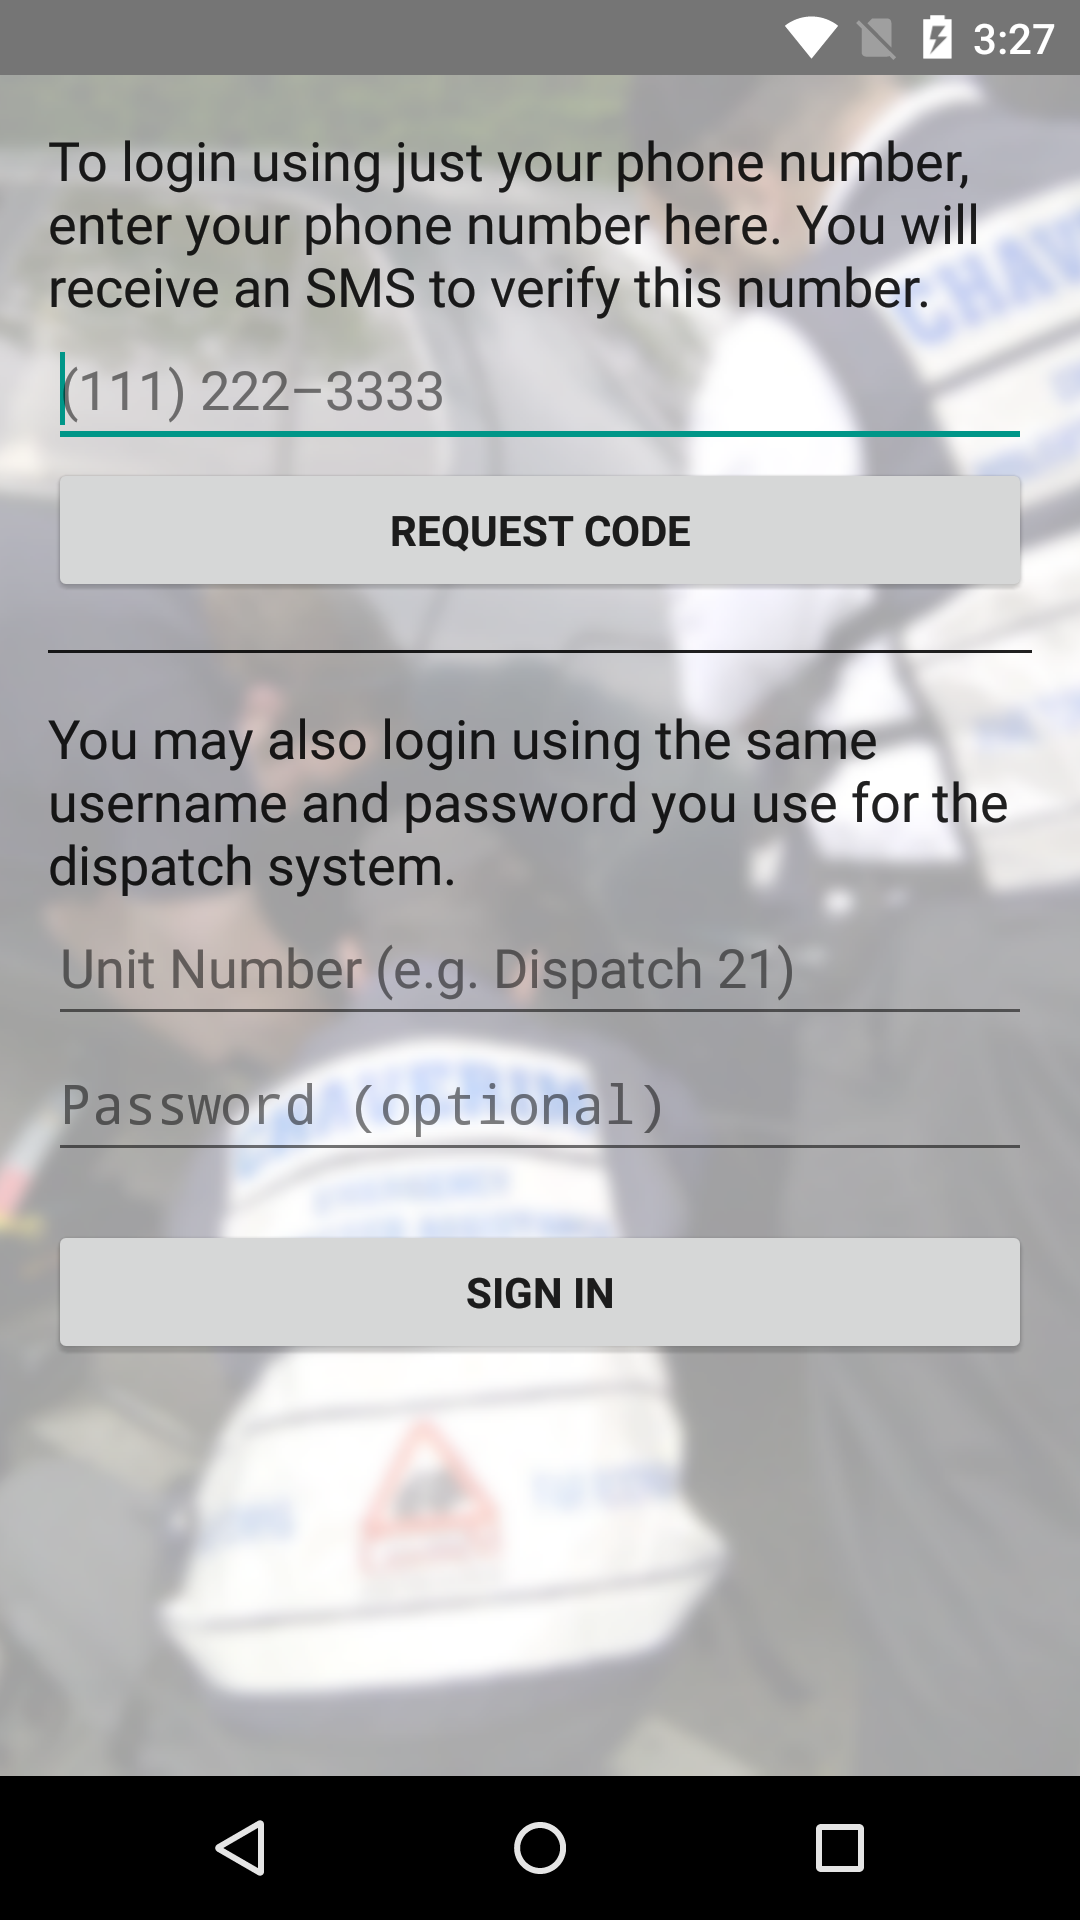 3:27
To login using just your phone number,
enter your phone number here. You will
receive an SMS to verify this number.
(111) 222–3333
REQUEST CODE
You may also login using the same
username and password you use for the
dispatch system.
Unit Number (e.g. Dispatch 21)
Password (optional)
SIGN IN